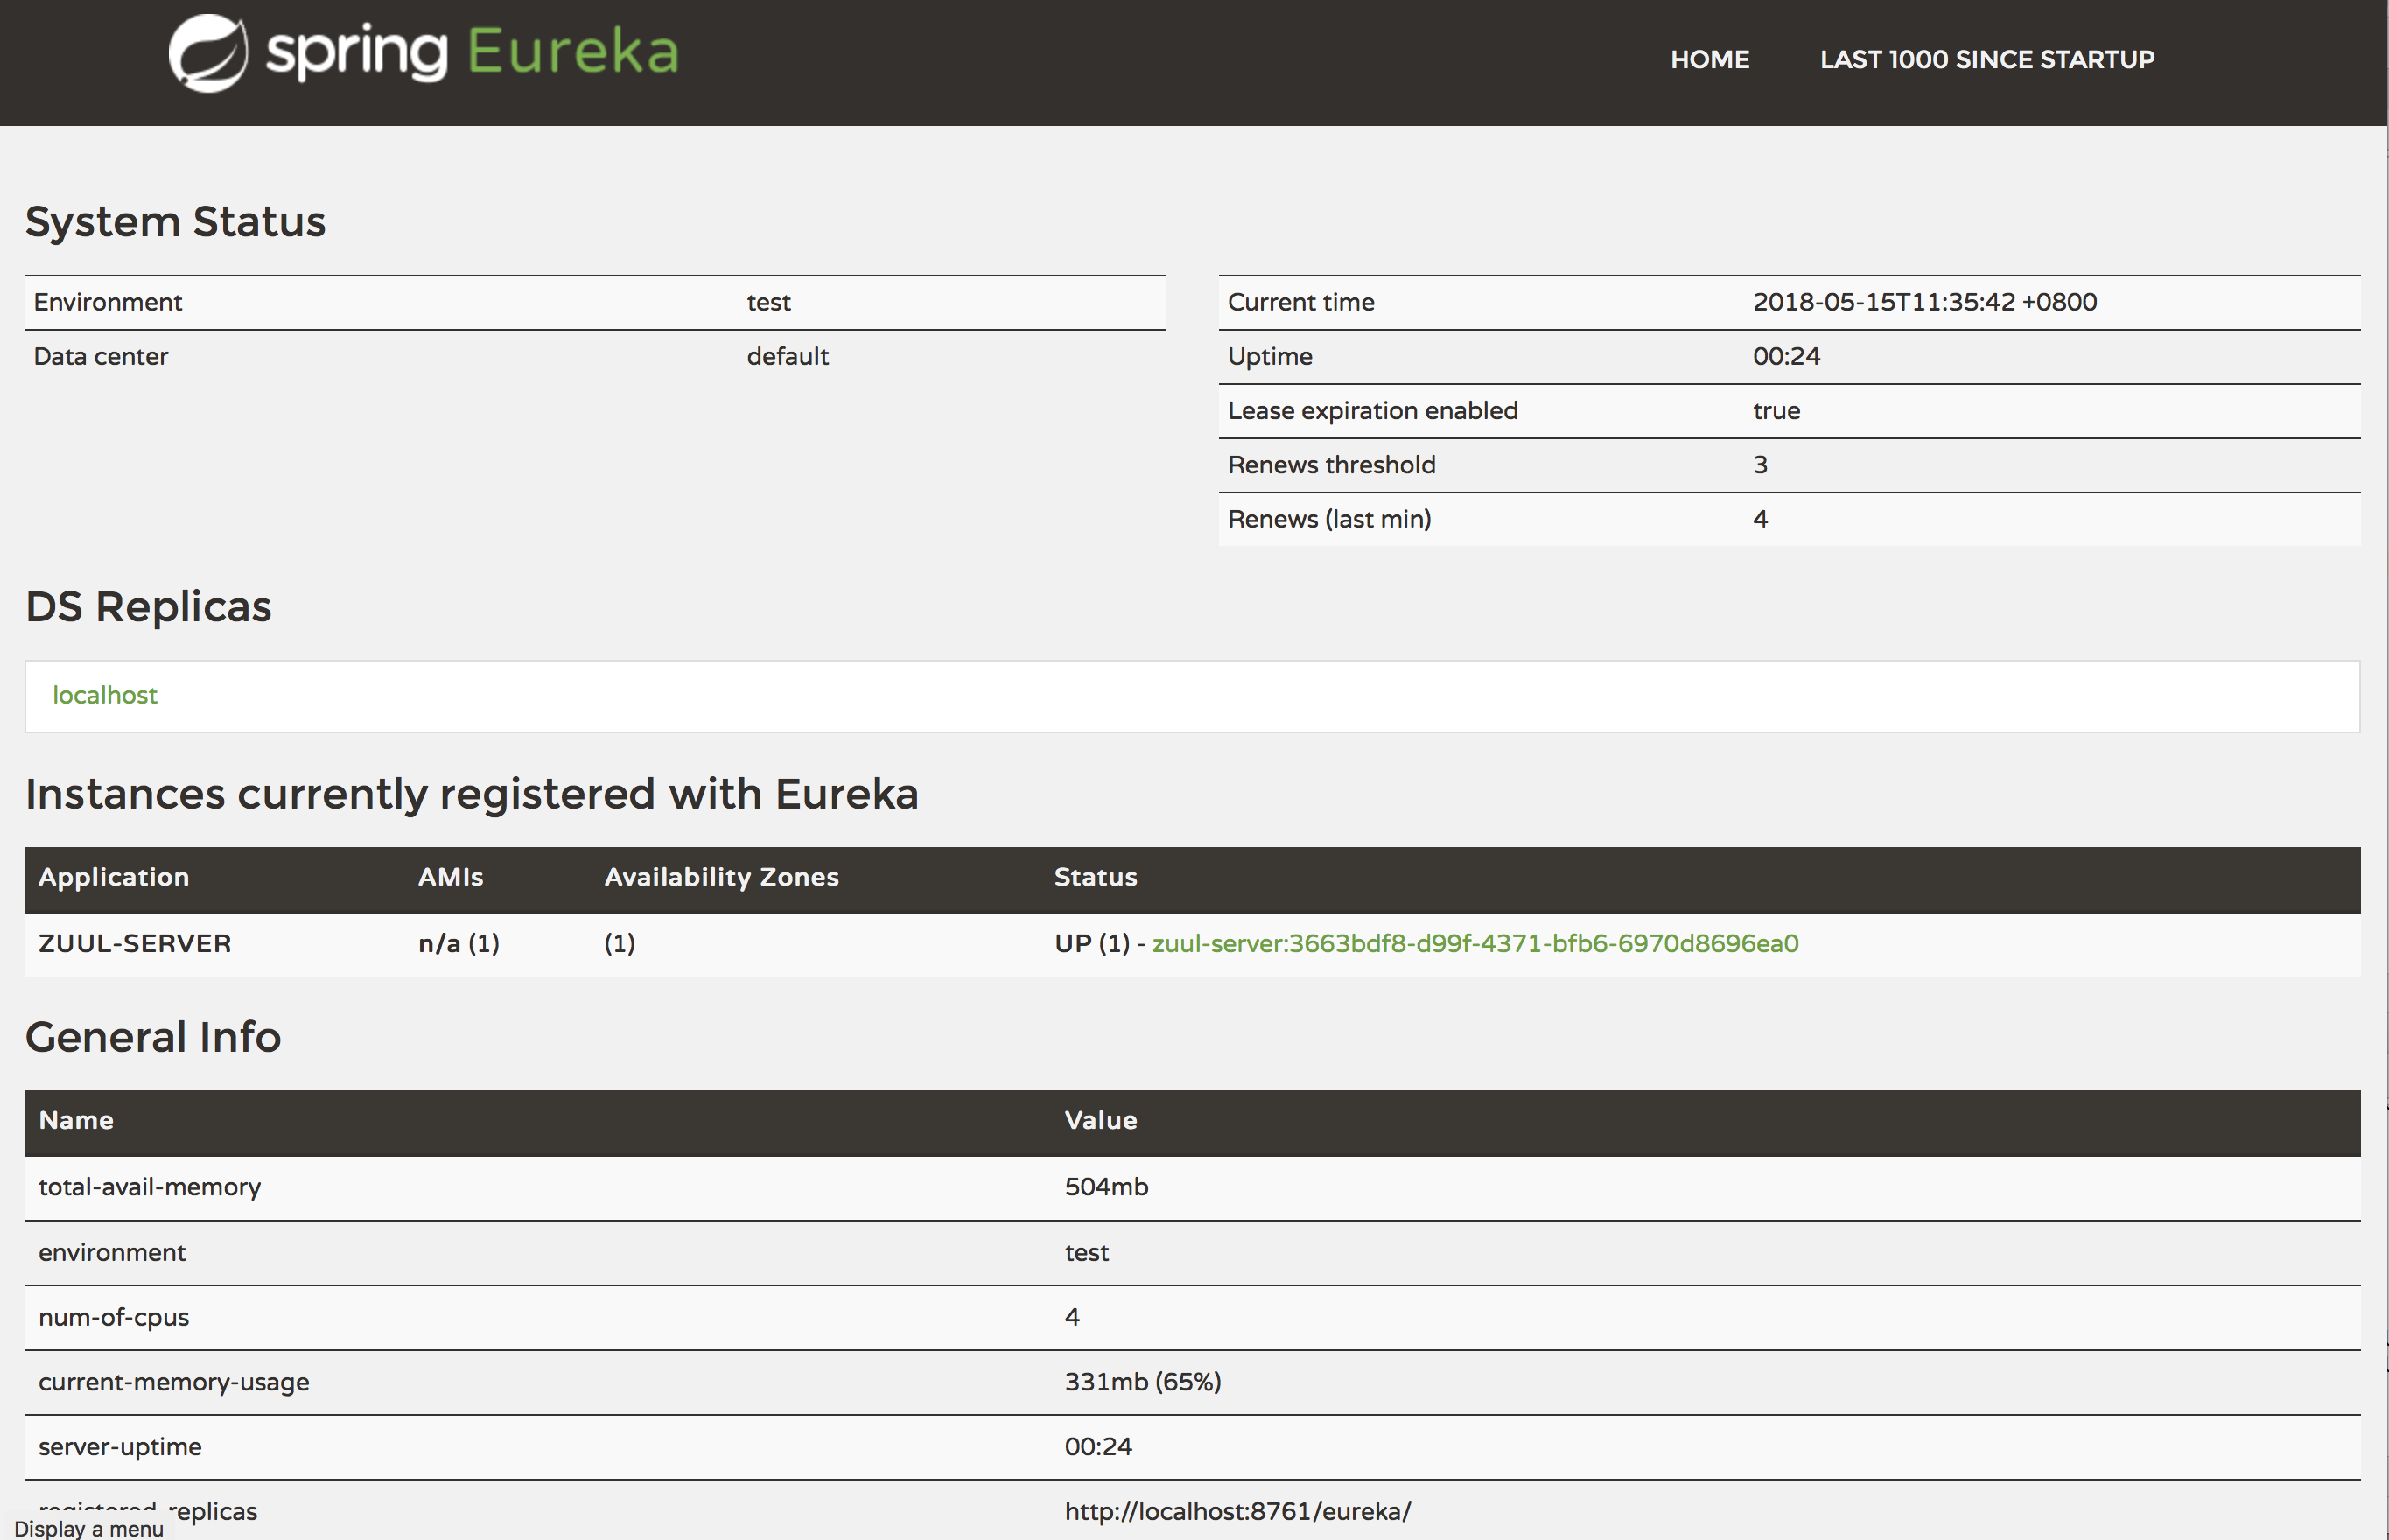 spring Eureka
HOME LAST 1000 SINCE STARTUP
System Status
Environment test
Data center default
Current time 2018-05-15T11:35:42 +0800
Uptime 00:24
Lease expiration enabled true
Renews threshold 3
Renews (last min) 4
DS Replicas
localhost
Instances currently registered with Eureka
Application AMIs Availability Zones Status
ZUUL-SERVER n/a (1) (1) UP (1) - zuul-server:3663bdf8-d99f-4371-bfb6-6970d8696ea0
General Info
Name Value
total-avail-memory 504mb
environment test
num-of-cpus 4
current-memory-usage 331mb (65%)
server-uptime 00:24
registered-replicas http://localhost:8761/eureka/
Display a menu